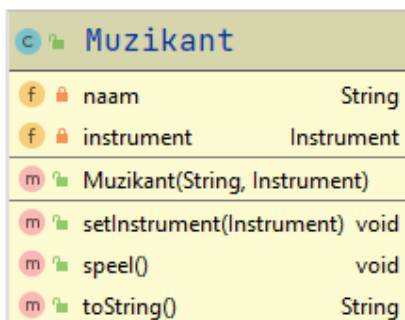 c Muzikant
f naam String
f instrument Instrument
m Muzikant(String, Instrument)
m setInstrument(Instrument) void
m speel() void
m toString() String